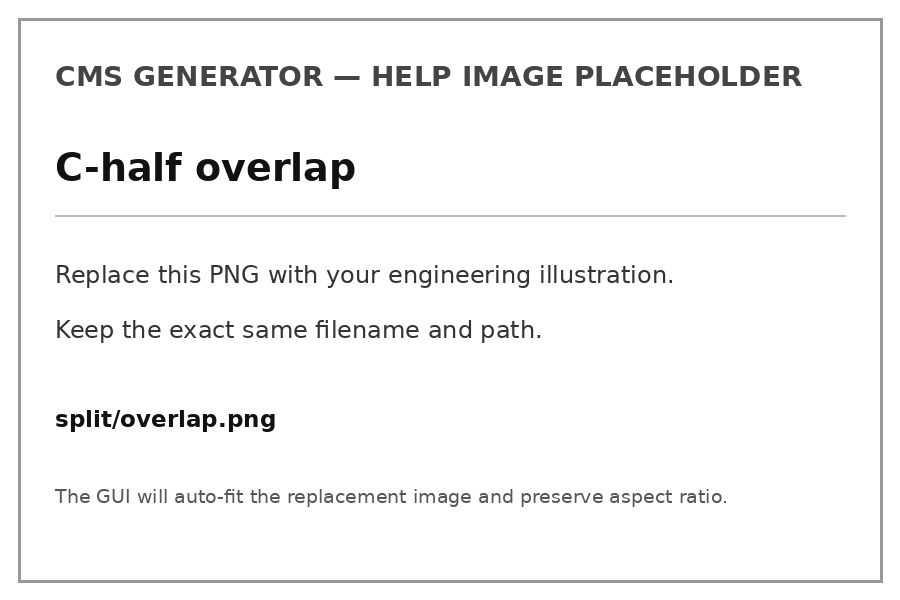 CMS GENERATOR — HELP IMAGE PLACEHOLDER
C-half overlap
Replace this PNG with your engineering illustration.
Keep the exact same filename and path.
split/overlap.png
The GUI will auto-fit the replacement image and preserve aspect ratio.